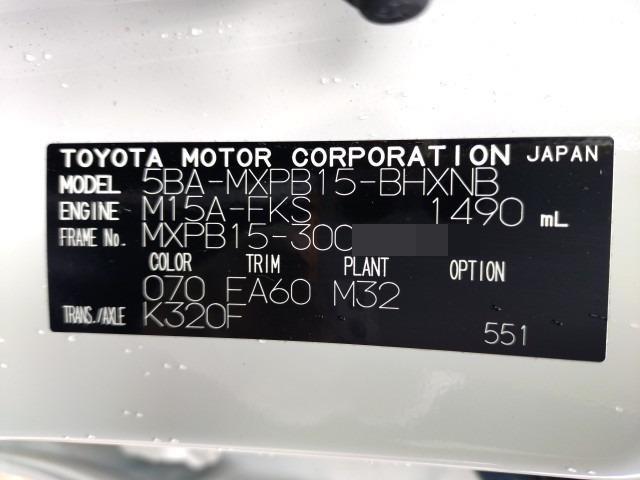 TOYOTA MOTOR CORPORATION JAPAN
MODEL 5BA-MXPB15-BHXNB
ENGINE M15A-FKS 1490 mL
FRAME No. MXPB15-300
COLOR TRIM PLANT OPTION
070 FA60 M32
TRANS./AXLE K320F
551